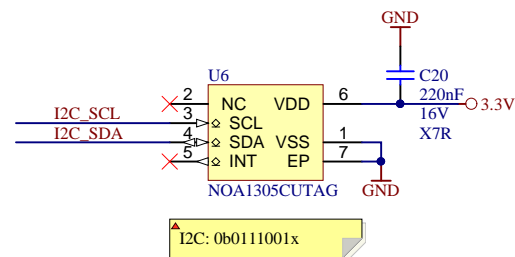 GND
U6
C20
2 NC VDD 6 220nF 3.3V
I2C_SCL 3 SCL 16V
I2C_SDA 4 SDA VSS 1 X7R
5 INT EP 7
NOA1305CUTAG GND
I2C: 0b0111001x